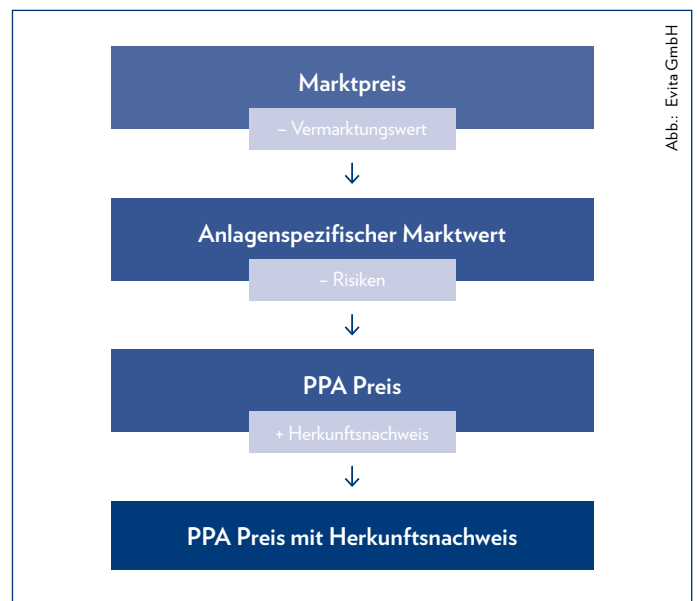 Marktpreis
– Vermarktungswert
Anlagenspezifischer Marktwert
– Risiken
PPA Preis
+ Herkunftsnachweis
PPA Preis mit Herkunftsnachweis
Abb.: Evita GmbH